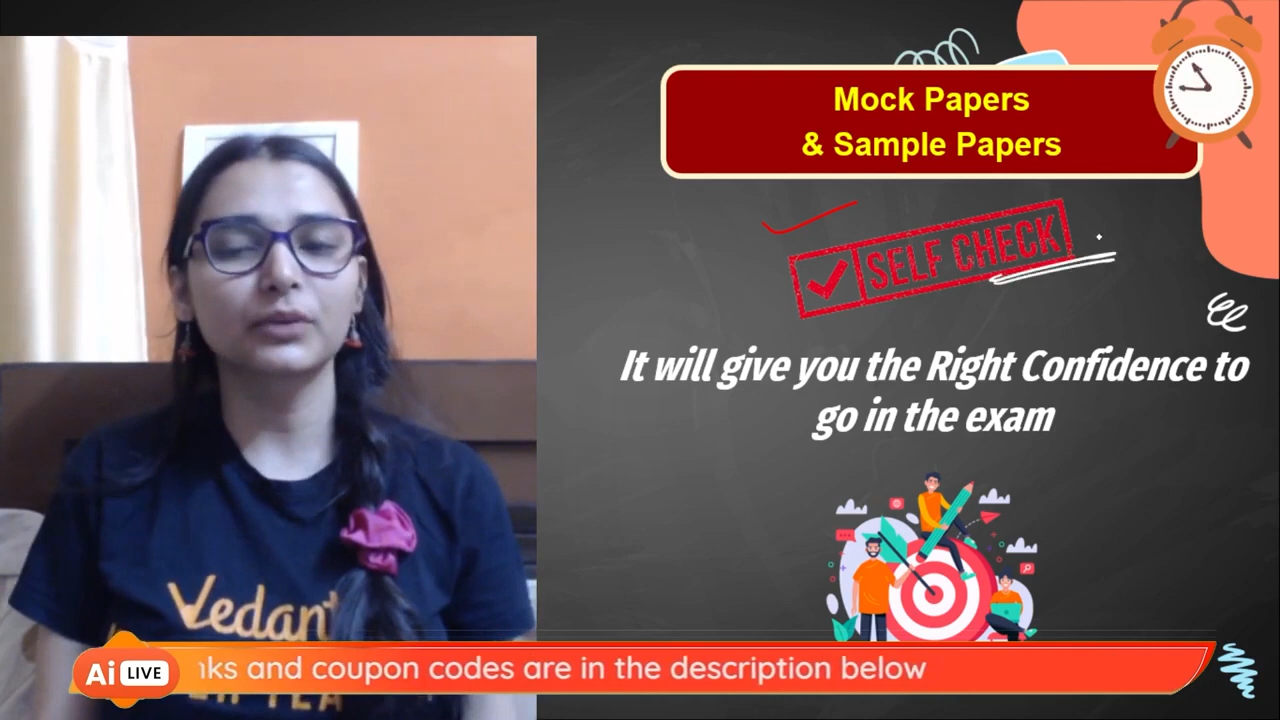 Mock Papers
& Sample Papers
SELF CHECK
It will give you the Right Confidence to
go in the exam
Vedant
Ai LIVE
nks and coupon codes are in the description below